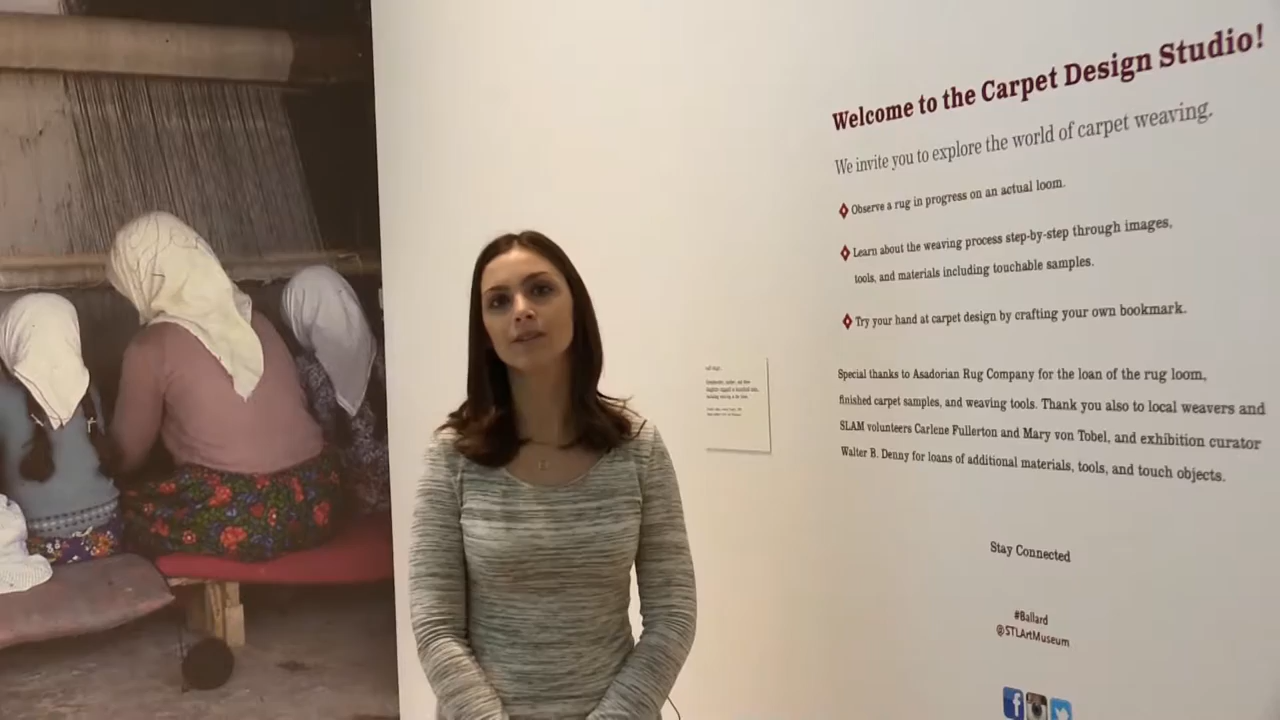 Welcome to the Carpet Design Studio!
We invite you to explore the world of carpet weaving.
Observe a rug in progress on an actual loom.
Learn about the weaving process step-by-step through images,
tools, and materials including touchable samples.
Try your hand at carpet design by crafting your own bookmark.
Special thanks to Asadorian Rug Company for the loan of the rug loom,
finished carpet samples, and weaving tools. Thank you also to local weavers and
SLAM volunteers Carlene Fullerton and Mary von Tobel, and exhibition curator
Walter B. Denny for loans of additional materials, tools, and touch objects.
Stay Connected
#Ballard
@STLArtMuseum